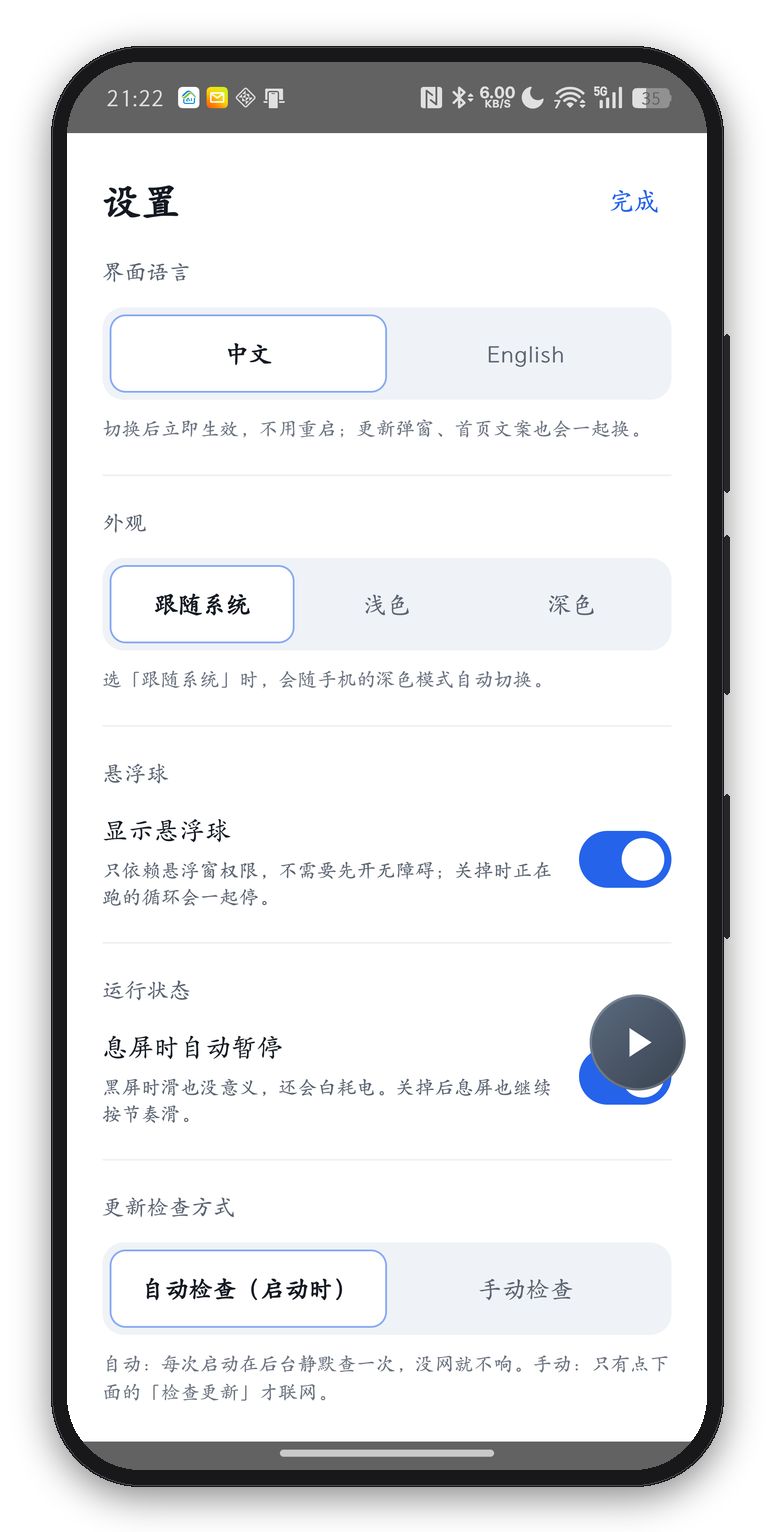 21:22
6.00
KB/S
7
5G
35
设置
完成
界面语言
中文
English
切换后立即生效，不用重启；更新弹窗、首页文案也会一起换。
外观
跟随系统
浅色
深色
选「跟随系统」时，会随手机的深色模式自动切换。
悬浮球
显示悬浮球
只依赖悬浮窗权限，不需要先开无障碍；关掉时正在
跑的循环会一起停。
运行状态
息屏时自动暂停
黑屏时滑也没意义，还会白耗电。关掉后息屏也继续
按节奏滑。
更新检查方式
自动检查（启动时）
手动检查
自动：每次启动在后台静默查一次，没网就不响。手动：只有点下
面的「检查更新」才联网。